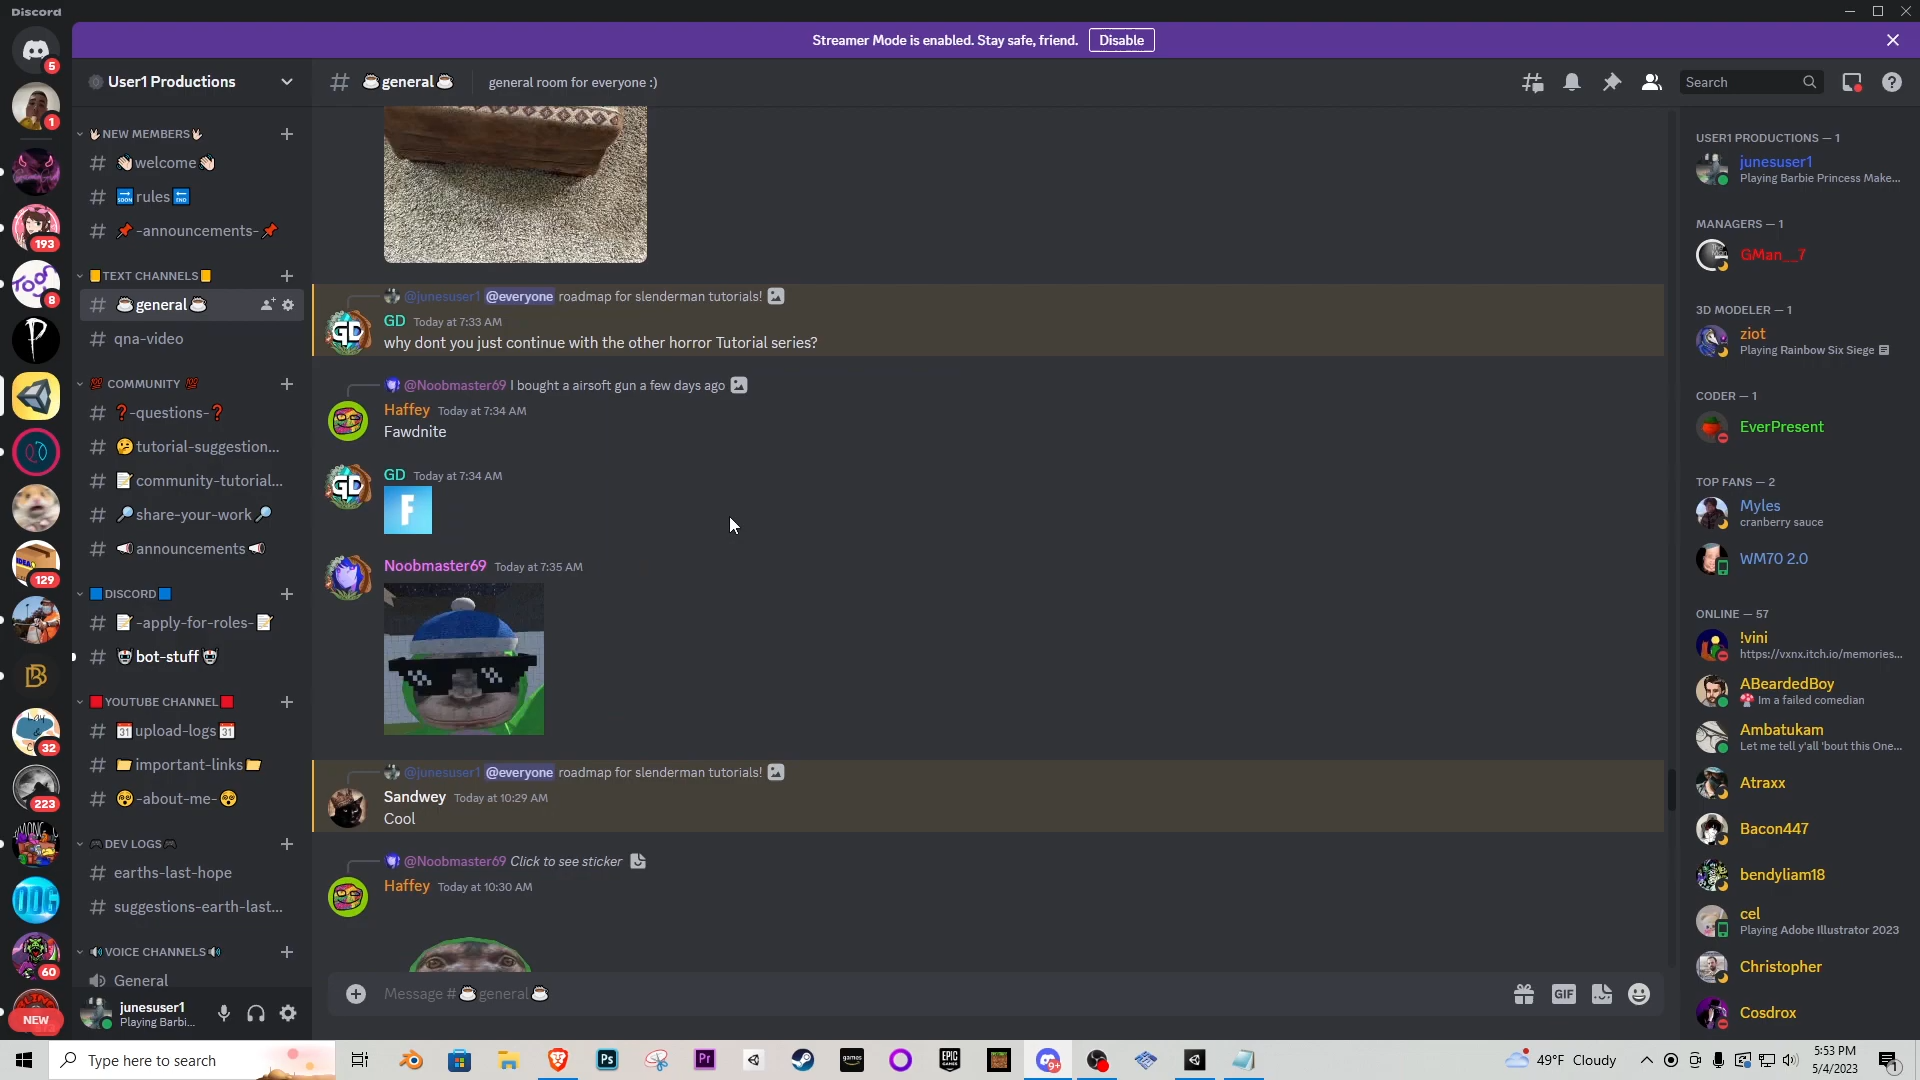 Discord
Streamer Mode is enabled. Stay safe, friend. Disable
User1 Productions
general
general room for everyone :)
Search
NEW MEMBERS
welcome
rules
-announcements-
TEXT CHANNELS
general
qna-video
COMMUNITY
-questions-
tutorial-suggestion...
community-tutorial...
share-your-work
announcements
DISCORD
-apply-for-roles-
bot-stuff
YOUTUBE CHANNEL
upload-logs
important-links
-about-me-
DEV LOGS
earths-last-hope
suggestions-earth-last...
VOICE CHANNELS
General
junesuser1
Playing Barbi...
5
1
193
8
129
32
223
60
NEW
@junesuser1 @everyone roadmap for slenderman tutorials!
GD Today at 7:33 AM
why dont you just continue with the other horror Tutorial series?
@Noobmaster69 I bought a airsoft gun a few days ago
Haffey Today at 7:34 AM
Fawdnite
GD Today at 7:34 AM
F
Noobmaster69 Today at 7:35 AM
@junesuser1 @everyone roadmap for slenderman tutorials!
Sandwey Today at 10:29 AM
Cool
@Noobmaster69 Click to see sticker
Haffey Today at 10:30 AM
Message #general
GIF
USER1 PRODUCTIONS — 1
junesuser1
Playing Barbie Princess Make...
MANAGERS — 1
GMan__7
3D MODELER — 1
ziot
Playing Rainbow Six Siege
CODER — 1
EverPresent
TOP FANS — 2
Myles
cranberry sauce
WM70 2.0
ONLINE — 57
!vini
https://vxnx.itch.io/memories...
ABeardedBoy
Im a failed comedian
Ambatukam
Let me tell y'all 'bout this One...
Atraxx
Bacon447
bendyliam18
cel
Playing Adobe Illustrator 2023
Christopher
Cosdrox
Type here to search
49°F Cloudy
5:53 PM
5/4/2023